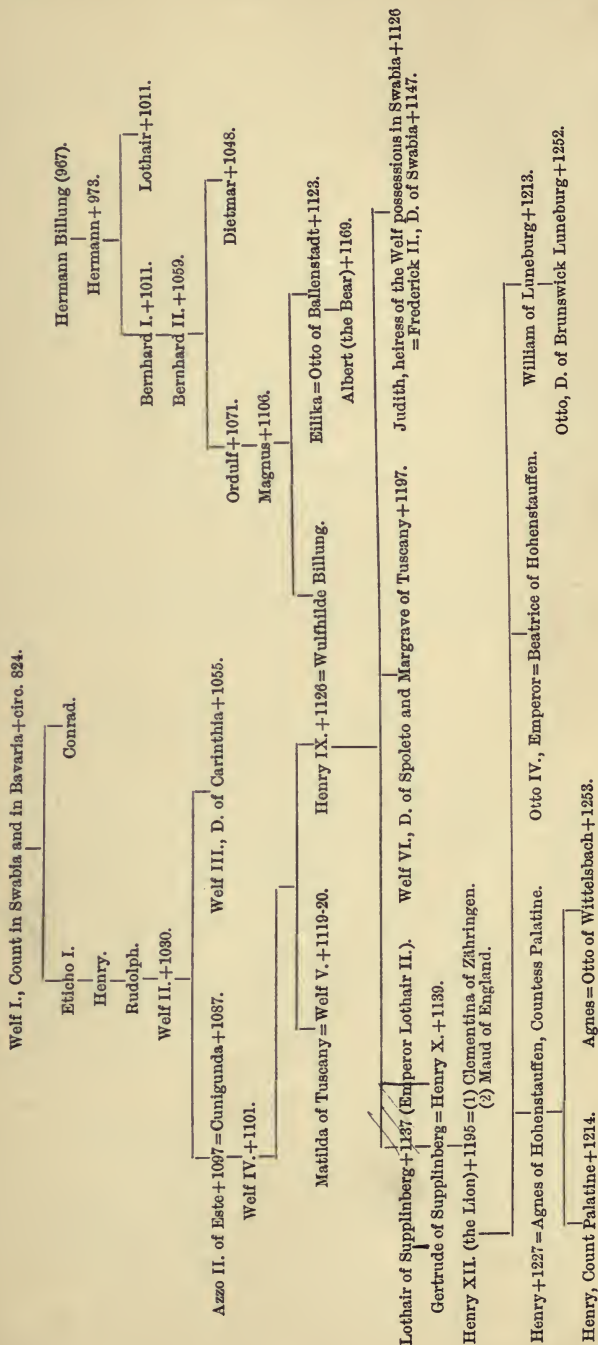 Welf I., Count in Swabia and in Bavaria+circ. 824.
Eticho I. Conrad.
Henry.
Rudolph.
Welf II.+1030.
Azzo II. of Este+1097=Cunigunda+1087. Welf III., D. of Carinthia+1055.
Welf IV.+1101.
Matilda of Tuscany=Welf V.+1119-20. Henry IX.+1126=Wulfhilde Billung.
Hermann Billung (967).
Hermann+973.
Bernhard I.+1011. Lothair+1011.
Bernhard II.+1059.
Ordulf+1071. Dietmar+1048.
Magnus+1106.
Eilika=Otto of Ballenstadt+1123.
Albert (the Bear)+1169.
Lothair of Supplinberg+1137 (Emperor Lothair II.). Welf VI., D. of Spoleto and Margrave of Tuscany+1197. Judith, heiress of the Welf possessions in Swabia+1126
=Frederick II., D. of Swabia+1147.
Gertrude of Supplinberg=Henry X.+1139.
Henry XII. (the Lion)+1195=(1) Clementina of Zähringen.
(2) Maud of England.
Henry+1227=Agnes of Hohenstauffen, Countess Palatine. Otto IV., Emperor=Beatrice of Hohenstauffen. William of Luneburg+1213.
Otto, D. of Brunswick Luneburg+1252.
Henry, Count Palatine+1214. Agnes=Otto of Wittelsbach+1253.